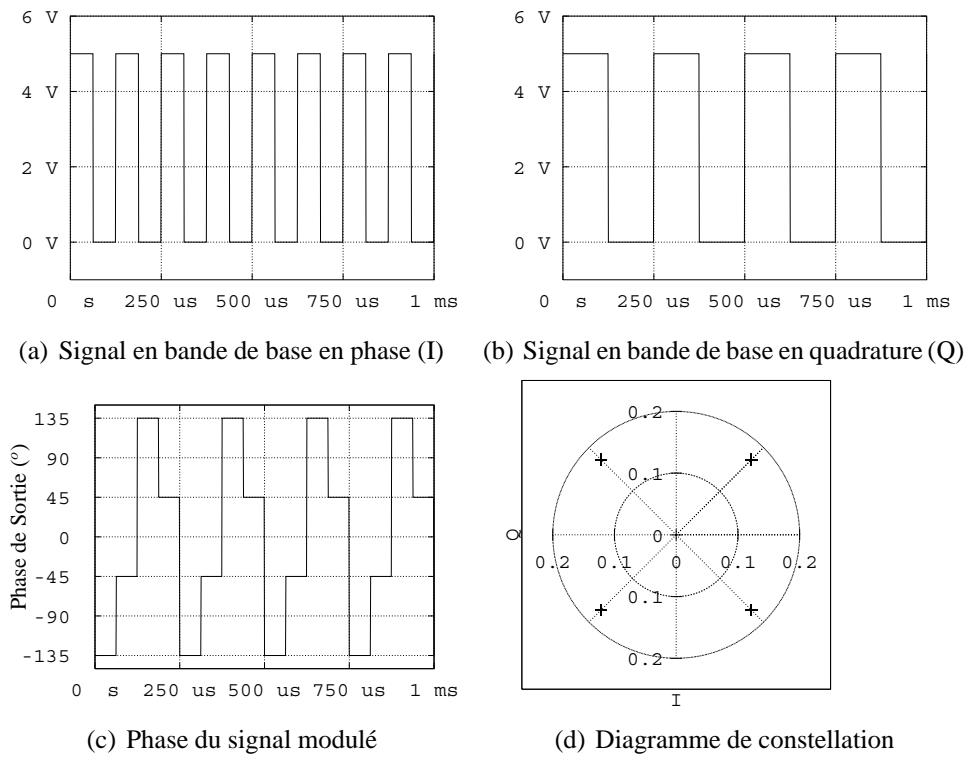 6 V
4 V
2 V
0 V
0 s 250 us 500 us 750 us 1 ms
(a) Signal en bande de base en phase (I)
6 V
4 V
2 V
0 V
0 s 250 us 500 us 750 us 1 ms
(b) Signal en bande de base en quadrature (Q)
Phase de Sortie (º)
135
90
45
0
-45
-90
-135
0 s 250 us 500 us 750 us 1 ms
(c) Phase du signal modulé
Q
0.2
0.1
0
0.2 0.1 0 0.1 0.2
0.1
0.2
I
(d) Diagramme de constellation